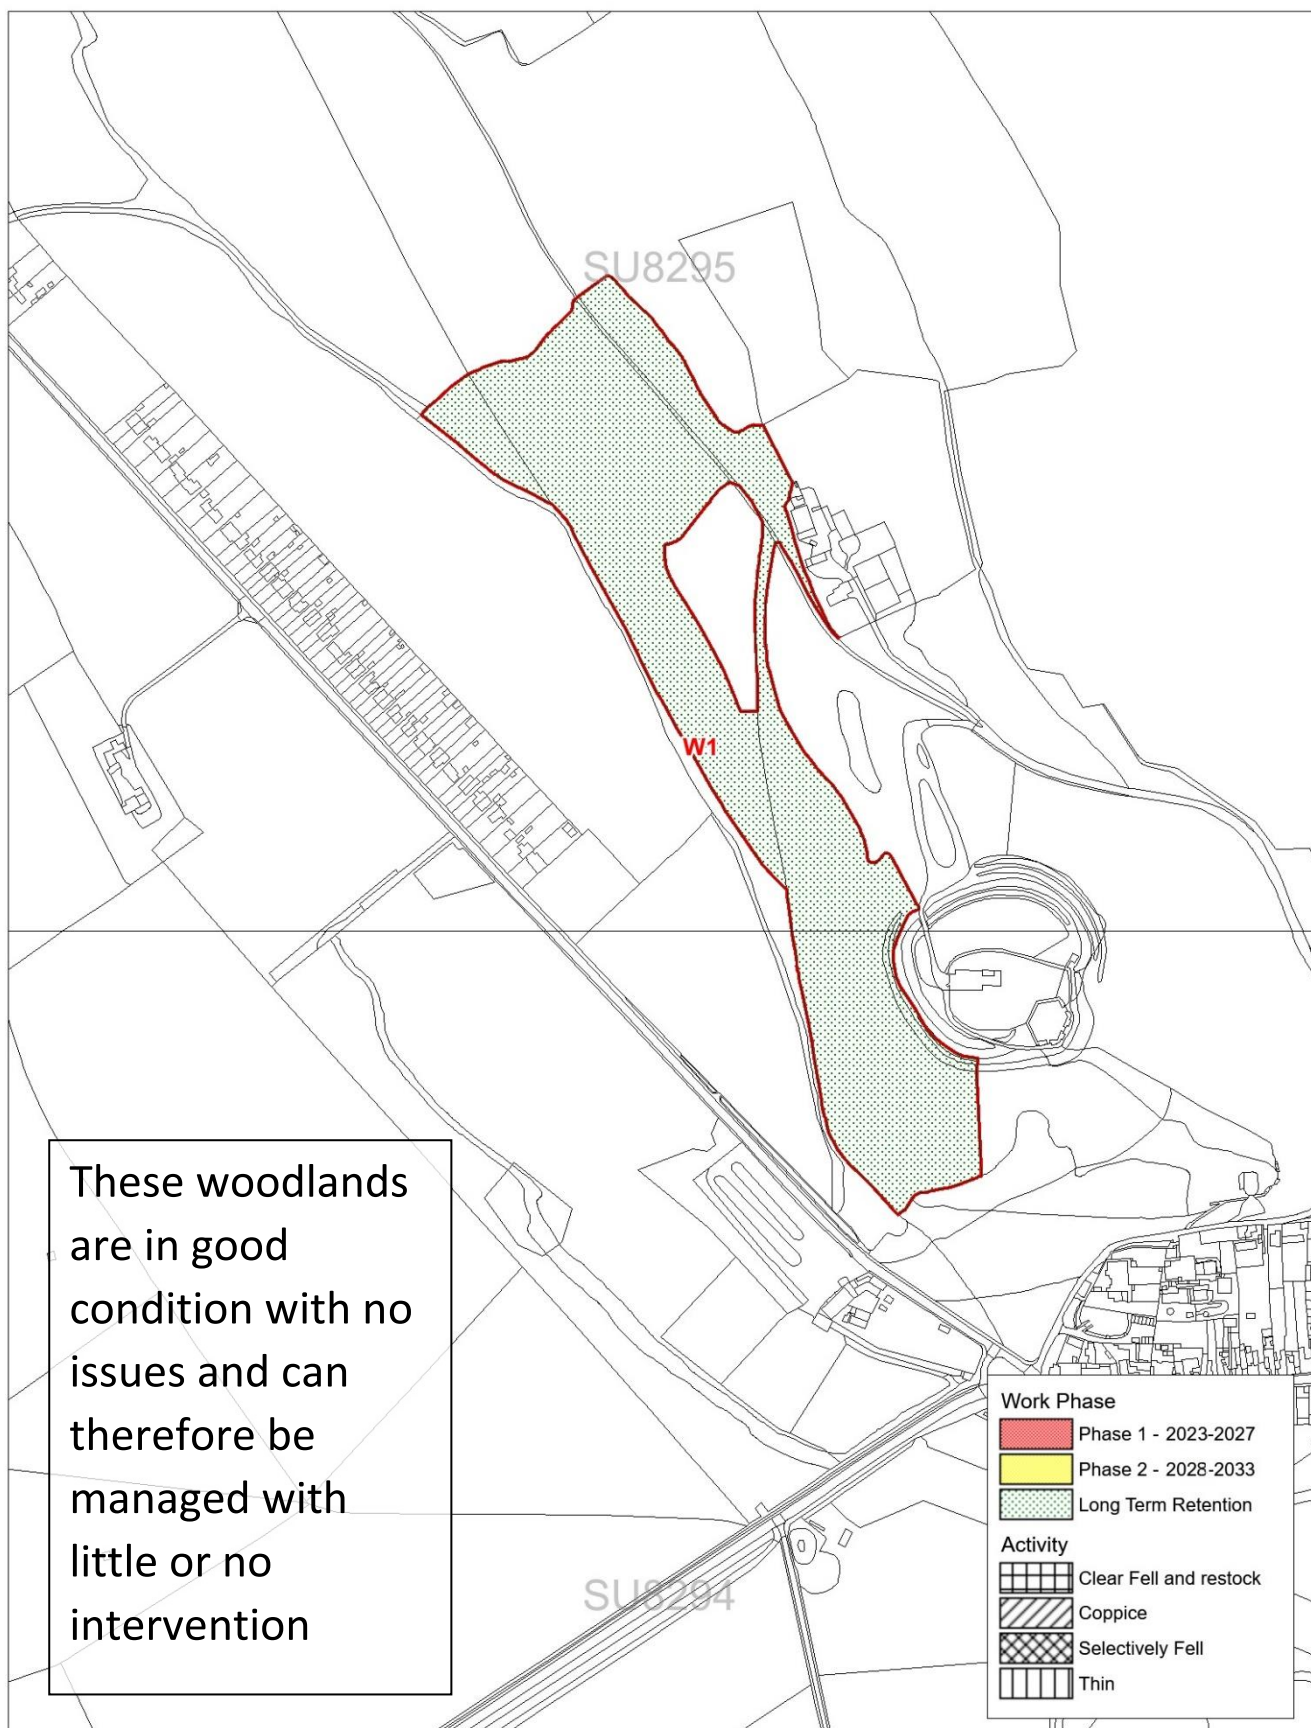 SU8295
W1
These woodlands
are in good
condition with no
issues and can
therefore be
managed with
little or no
intervention
Work Phase
Phase 1 - 2023-2027
Phase 2 - 2028-2033
Long Term Retention
Activity
Clear Fell and restock
Coppice
Selectively Fell
Thin
SU8294